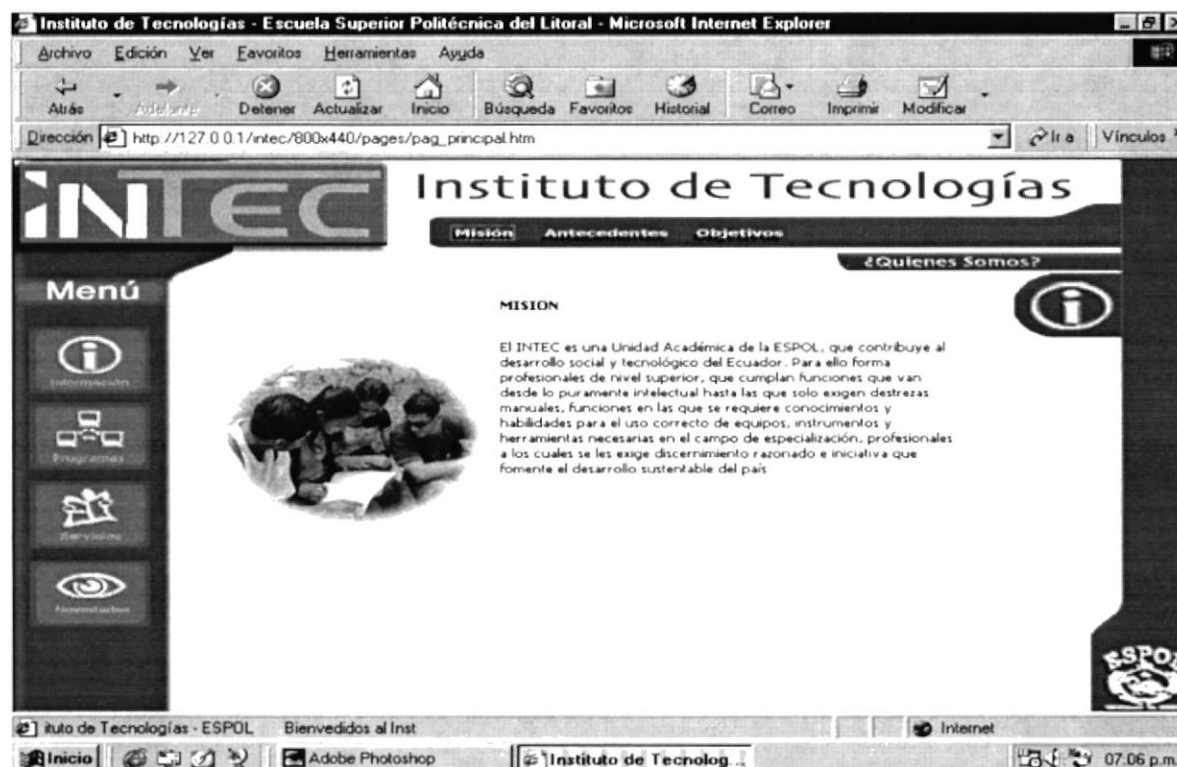 Instituto de Tecnologías - Escuela Superior Politécnica del Litoral - Microsoft Internet Explorer
Archivo Edición Ver Favoritos Herramientas Ayuda
Atrás Adelante Detener Actualizar Inicio Búsqueda Favoritos Historial Correo Imprimir Modificar
Dirección http://127.0.0.1/intec/800x440/pages/pag_principal.htm Ir a Vínculos »
iNTEC
Instituto de Tecnologías
Misión Antecedentes Objetivos
¿Quienes Somos?
Menú
Información
Programas
Servicios
MISION
El INTEC es una Unidad Académica de la ESPOL, que contribuye al
desarrollo social y tecnológico del Ecuador. Para ello forma
profesionales de nivel superior, que cumplan funciones que van
desde lo puramente intelectual hasta las que solo exigen destrezas
manuales, funciones en las que se requiere conocimientos y
habilidades para el uso correcto de equipos, instrumentos y
herramientas necesarias en el campo de especialización, profesionales
a los cuales se les exige discernimiento razonado e iniciativa que
fomente el desarrollo sustentable del país
ESPOL
ituto de Tecnologías - ESPOL Bienvedidos al Inst Internet
Inicio Adobe Photoshop Instituto de Tecnolog... 07:06 p.m.